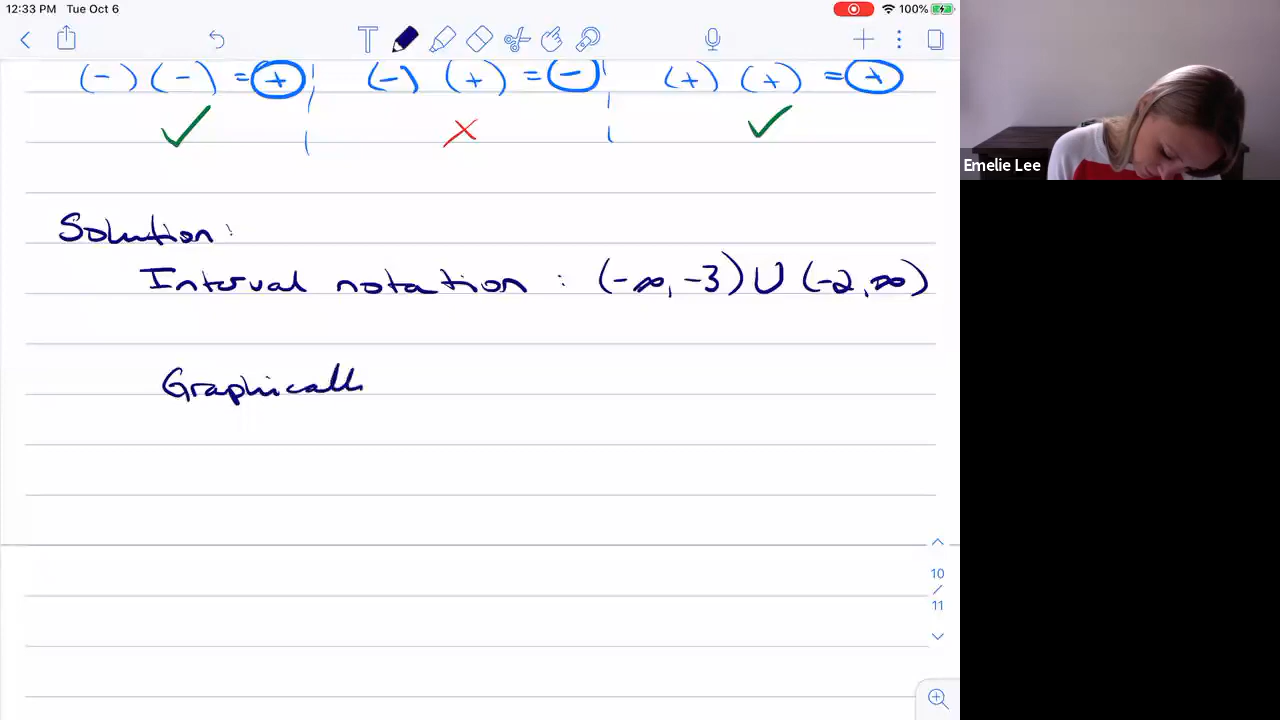 12:33 PM Tue Oct 6 100%
(-) (-) = + (-) (+) = - (+) (+) = +
Emelie Lee
Solution:
Interval notation : (-∞, -3) ∪ (-2, ∞)
Graphicall
10
/
11